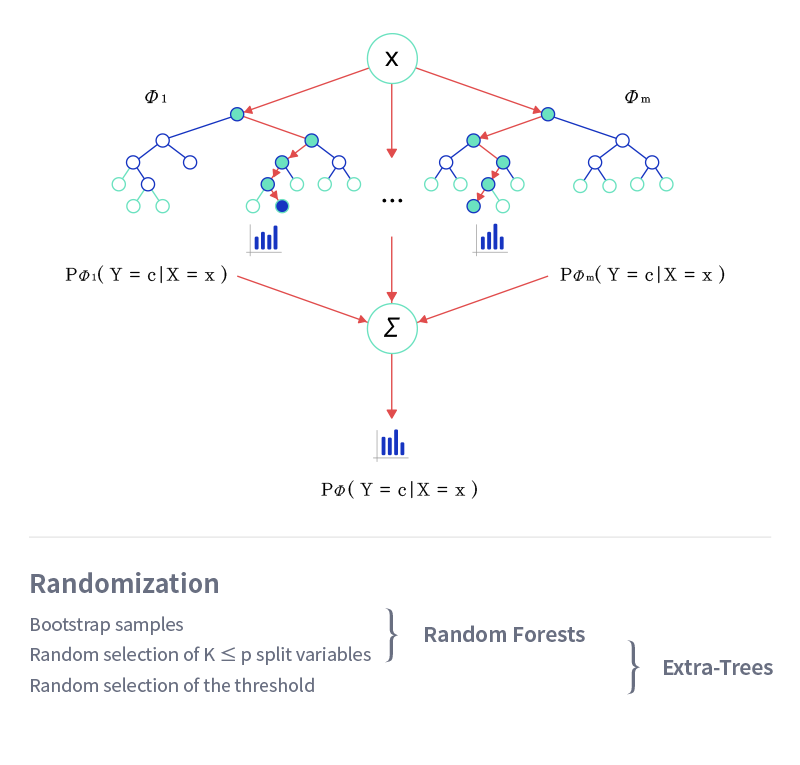 X
Φ1
Φm
...
PΦ1( Y = c|X = x )
PΦm( Y = c|X = x )
Σ
PΦ( Y = c|X = x )
Randomization
Bootstrap samples
Random selection of K ≤ p split variables
Random selection of the threshold
} Random Forests
} Extra-Trees